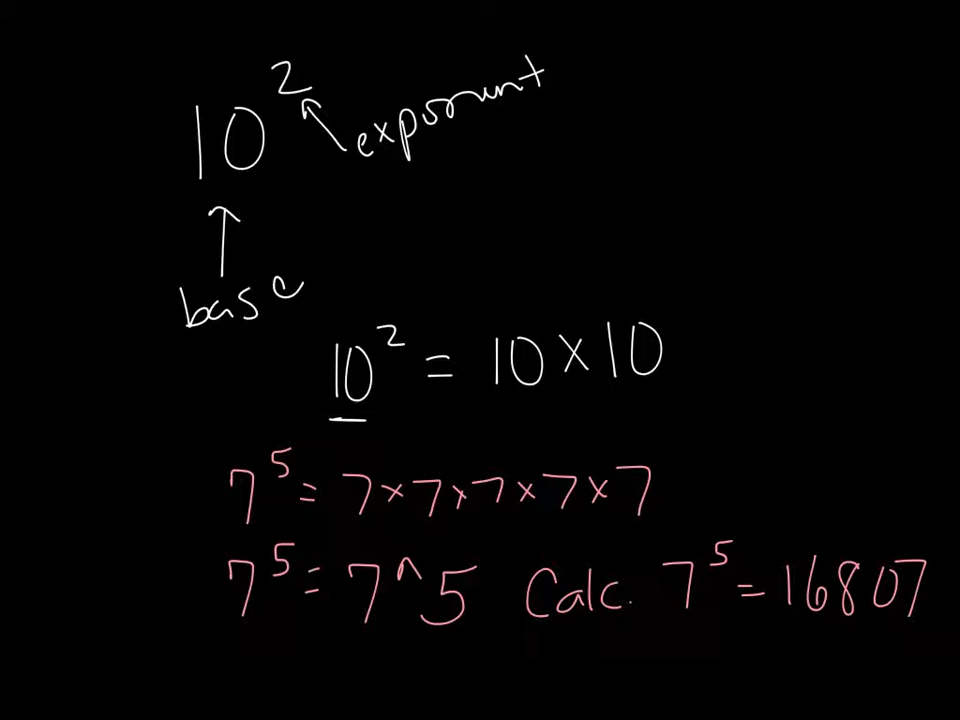 10² exponent
base
10² = 10 × 10
7⁵ = 7 × 7 × 7 × 7 × 7
7⁵ = 7^5 Calc. 7⁵ = 16807